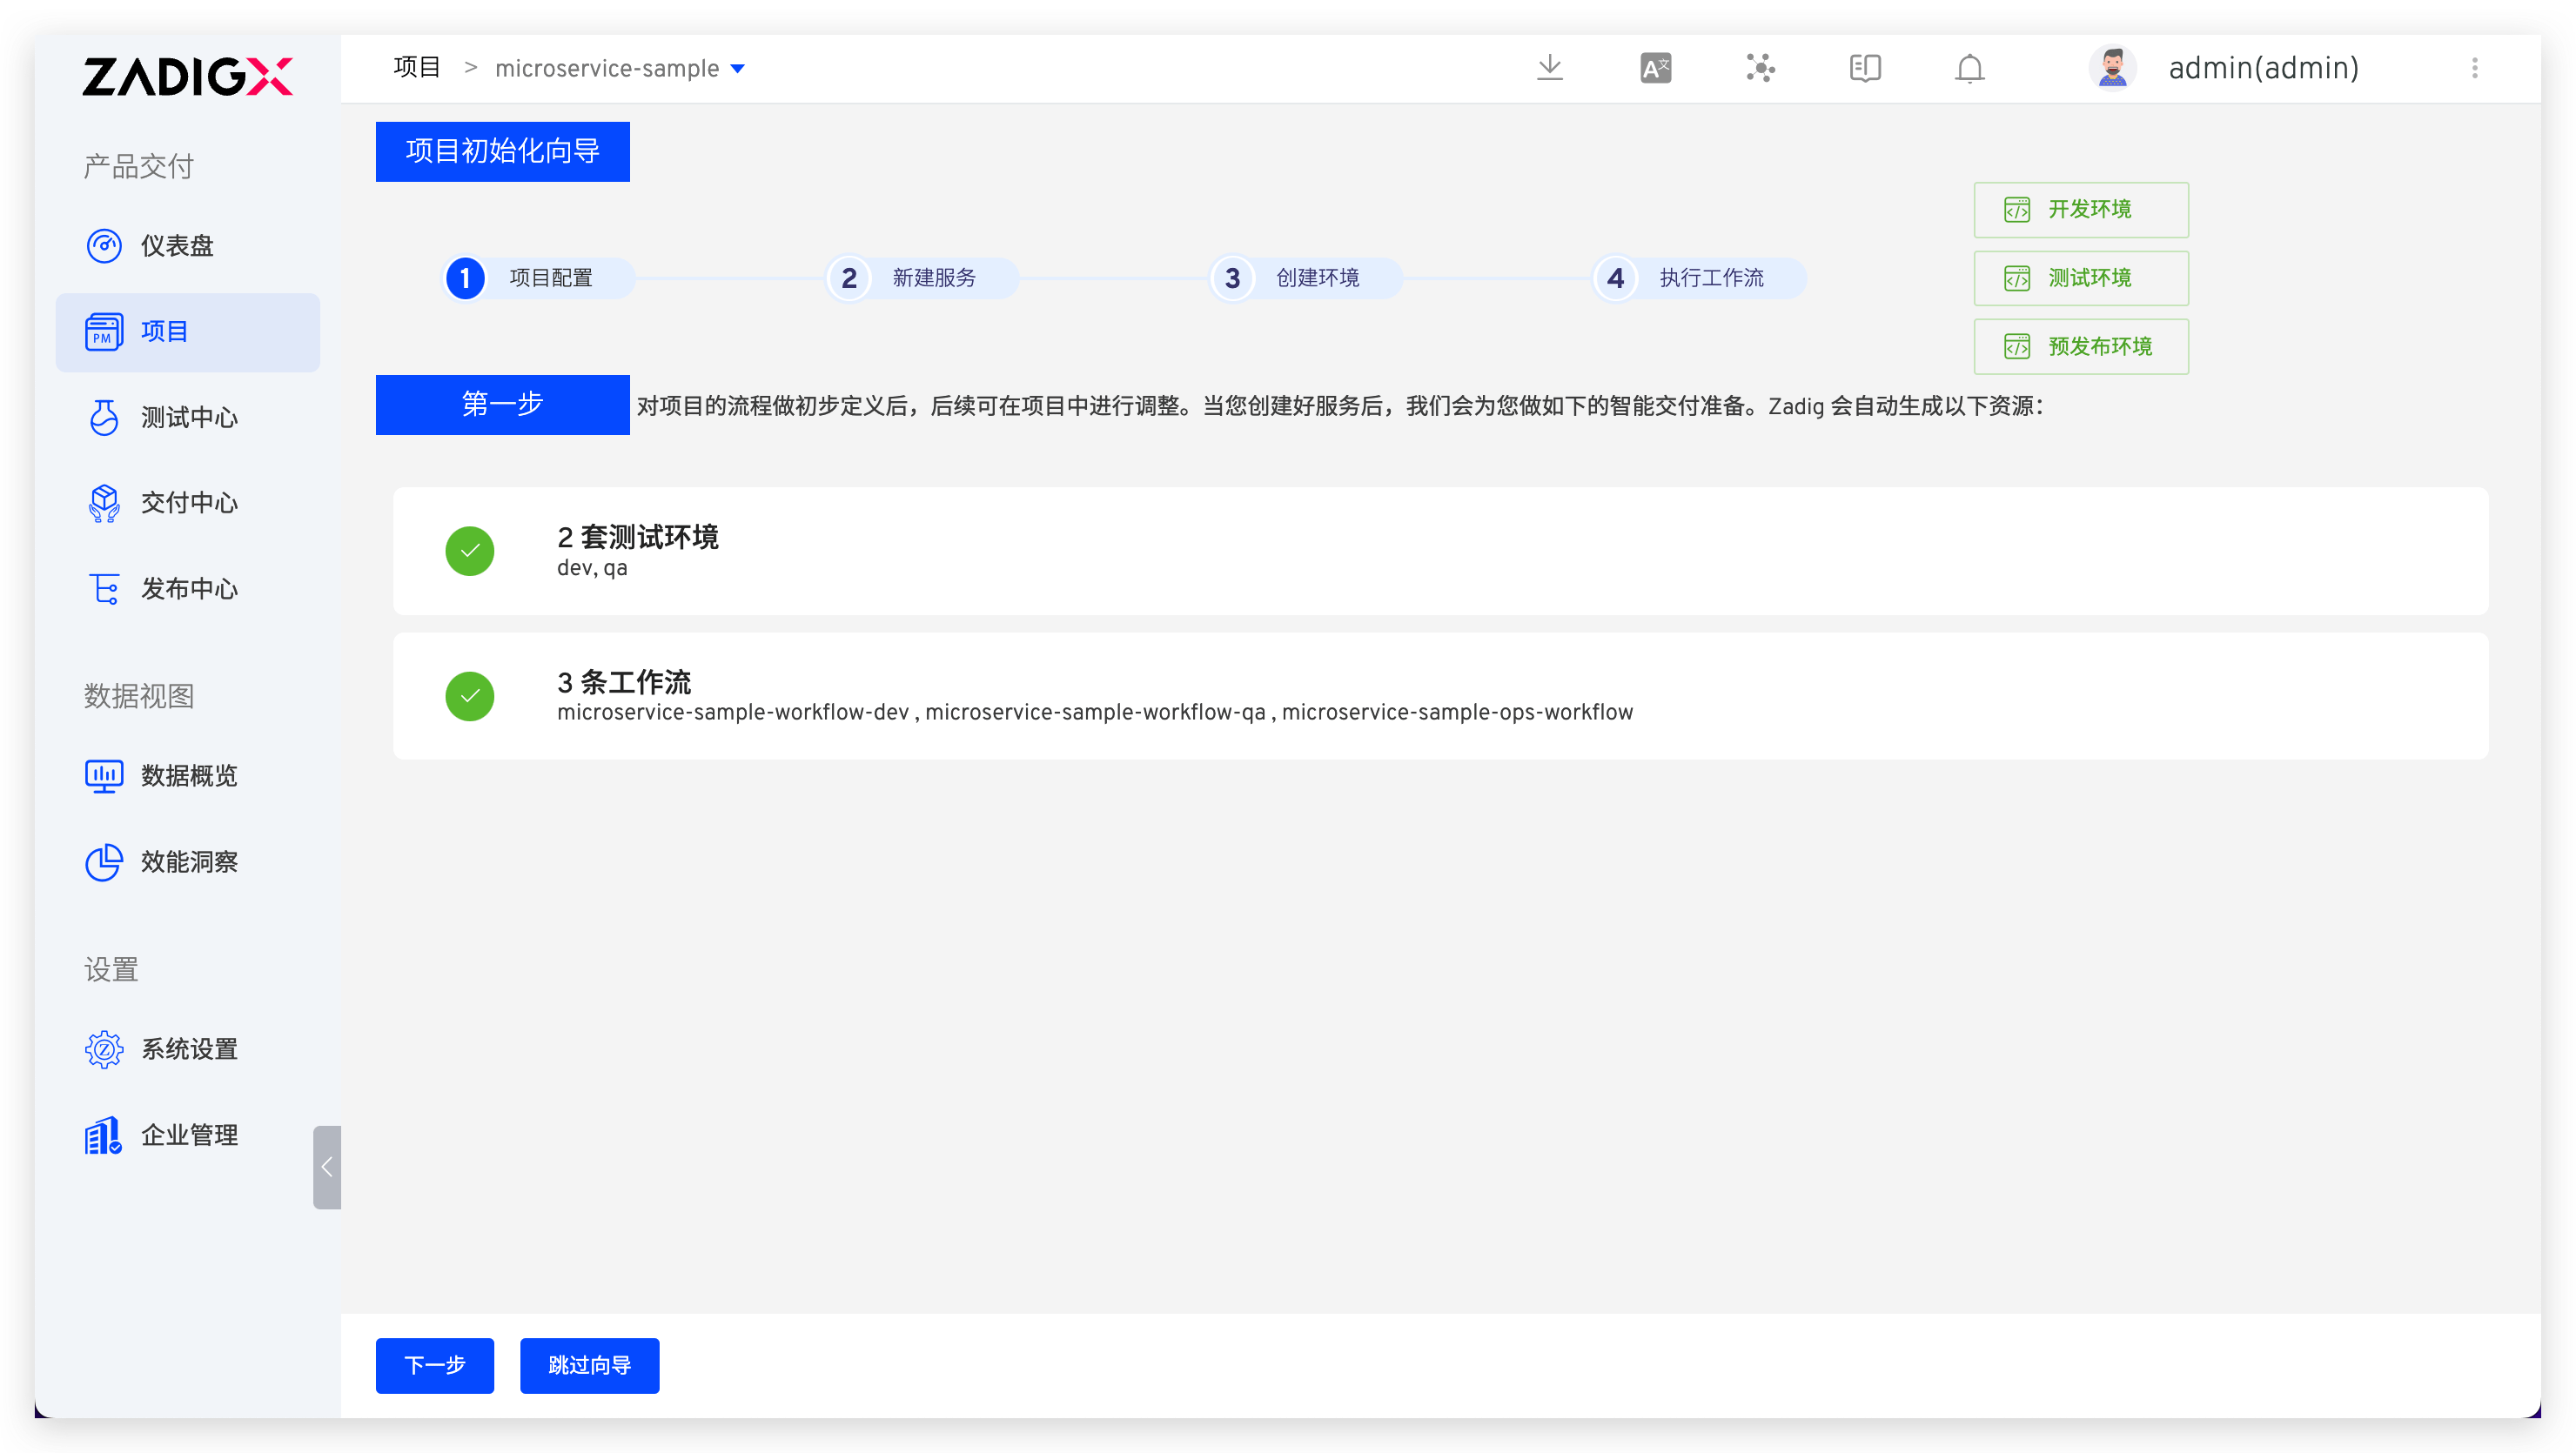 ZADIGX
产品交付
仪表盘
PM 项目
测试中心
交付中心
发布中心
数据视图
数据概览
效能洞察
设置
系统设置
企业管理
项目 > microservice-sample
A文
admin(admin)
项目初始化向导
1 项目配置
2 新建服务
3 创建环境
4 执行工作流
开发环境
测试环境
预发布环境
第一步 对项目的流程做初步定义后，后续可在项目中进行调整。当您创建好服务后，我们会为您做如下的智能交付准备。Zadig 会自动生成以下资源：
2 套测试环境
dev, qa
3 条工作流
microservice-sample-workflow-dev , microservice-sample-workflow-qa , microservice-sample-ops-workflow
下一步 跳过向导